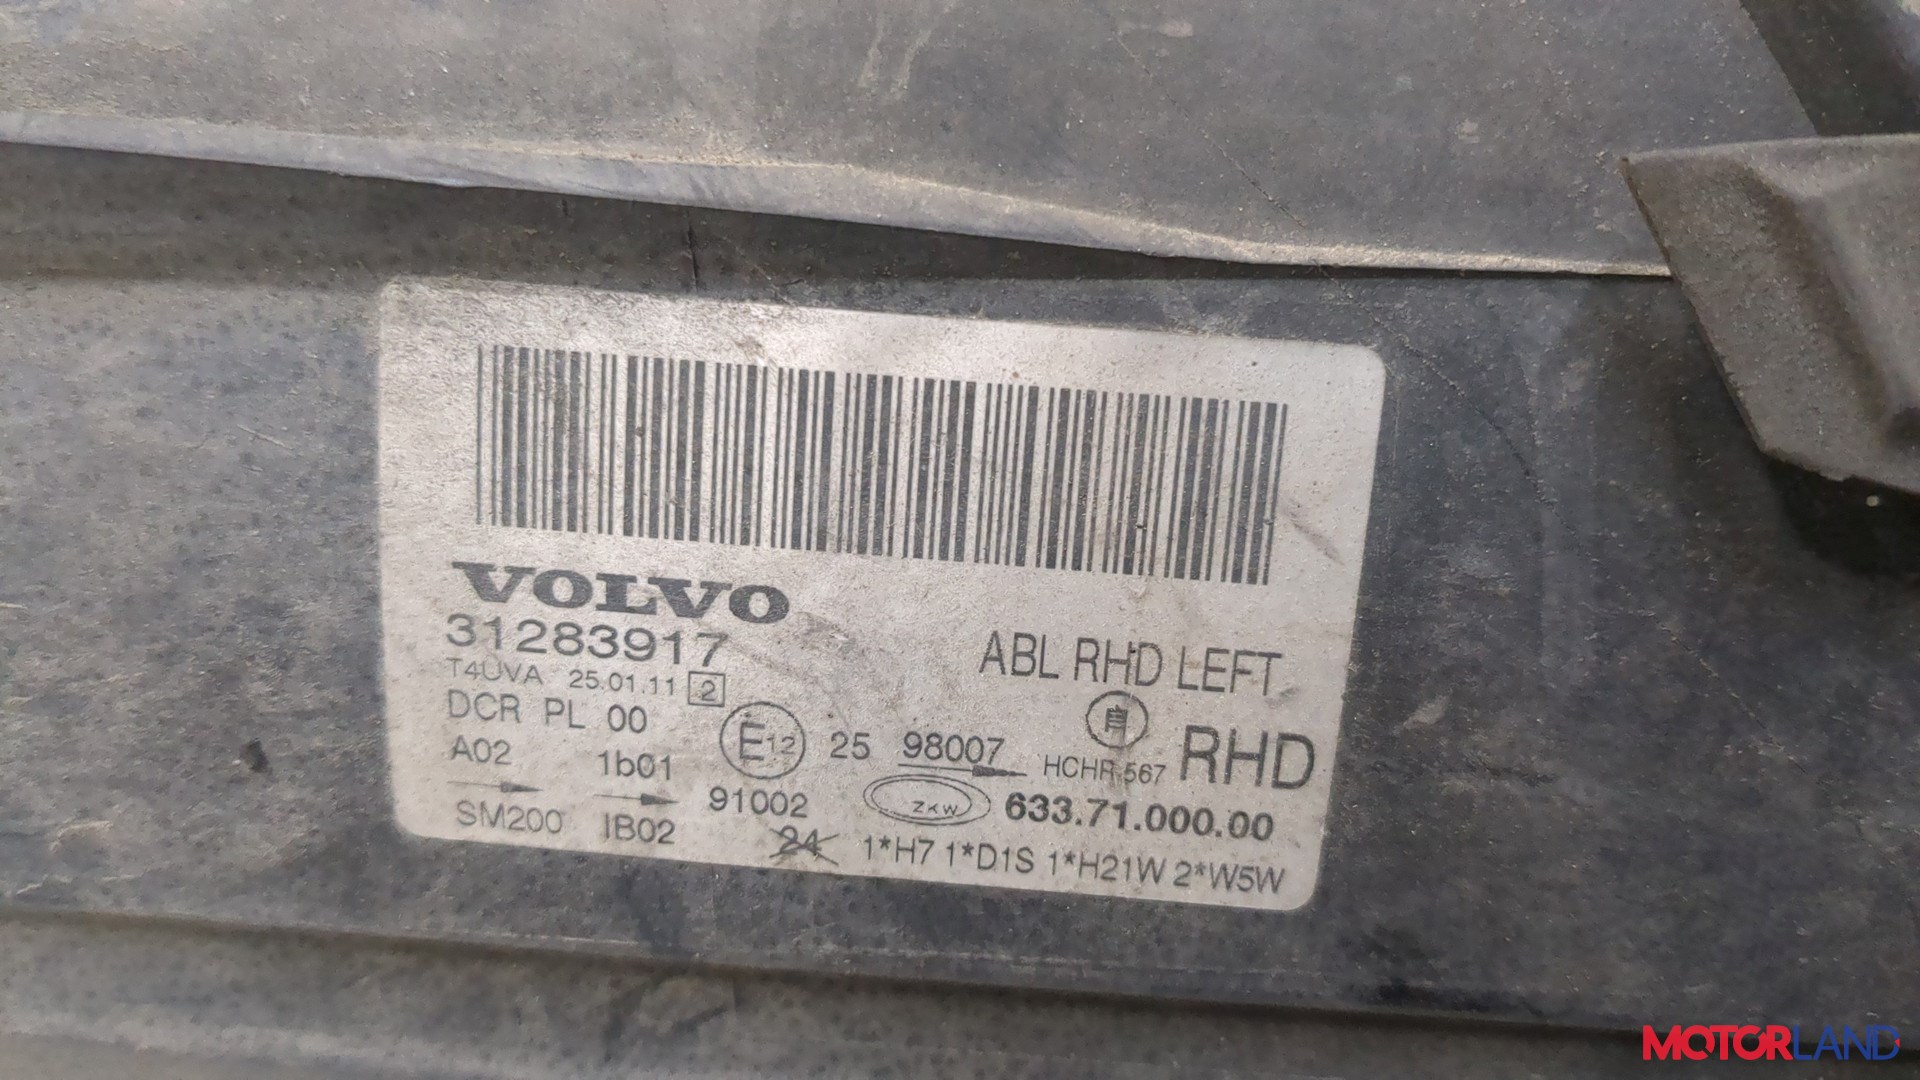 VOLVO
31283917
ABL RHD LEFT
T4UVA 25.01.11 2
DCR PL 00
E12 25 98007
自
HCHR 567 RHD
A02 1b01
91002 ZKW 633.71.000.00
SM200 IB02
24 1*H7 1*D1S 1*H21W 2*W5W
MOTORLAND